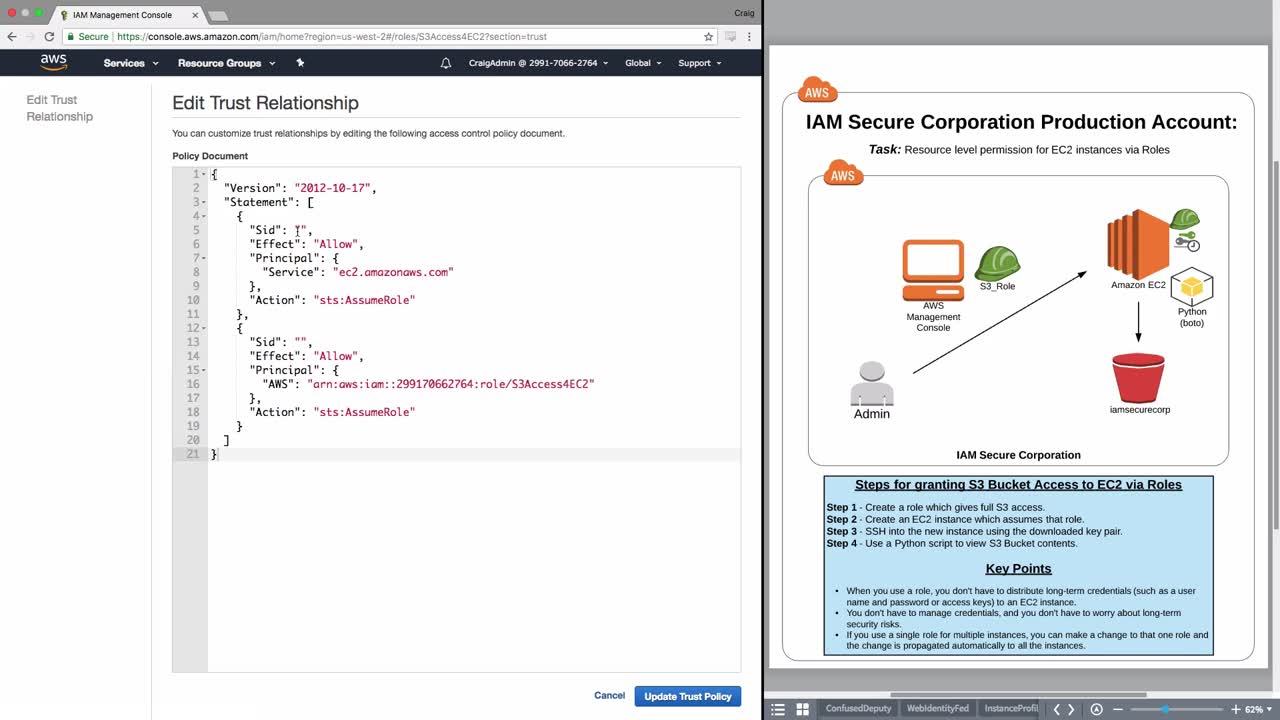 IAM Management Console
Craig
Secure | https://console.aws.amazon.com/iam/home?region=us-west-2#/roles/S3Access4EC2?section=trust
aws
Services
Resource Groups
CraigAdmin @ 2991-7066-2764
Global
Support
Edit Trust
Relationship
Edit Trust Relationship
You can customize trust relationships by editing the following access control policy document.
Policy Document
1 {
2 "Version": "2012-10-17",
3 "Statement": [
4 {
5 "Sid": "",
6 "Effect": "Allow",
7 "Principal": {
8 "Service": "ec2.amazonaws.com"
9 },
10 "Action": "sts:AssumeRole"
11 },
12 {
13 "Sid": "",
14 "Effect": "Allow",
15 "Principal": {
16 "AWS": "arn:aws:iam::299170662764:role/S3Access4EC2"
17 },
18 "Action": "sts:AssumeRole"
19 }
20 ]
21 }
Cancel
Update Trust Policy
AWS
IAM Secure Corporation Production Account:
Task: Resource level permission for EC2 instances via Roles
AWS
S3_Role
AWS
Management
Console
Amazon EC2
Python
(boto)
Admin
iamsecurecorp
IAM Secure Corporation
Steps for granting S3 Bucket Access to EC2 via Roles
Step 1 - Create a role which gives full S3 access.
Step 2 - Create an EC2 instance which assumes that role.
Step 3 - SSH into the new instance using the downloaded key pair.
Step 4 - Use a Python script to view S3 Bucket contents.
Key Points
• When you use a role, you don't have to distribute long-term credentials (such as a user
name and password or access keys) to an EC2 instance.
• You don't have to manage credentials, and you don't have to worry about long-term
security risks.
• If you use a single role for multiple instances, you can make a change to that one role and
the change is propagated automatically to all the instances.
ConfusedDeputy
WebIdentityFed
InstanceProfil
62%